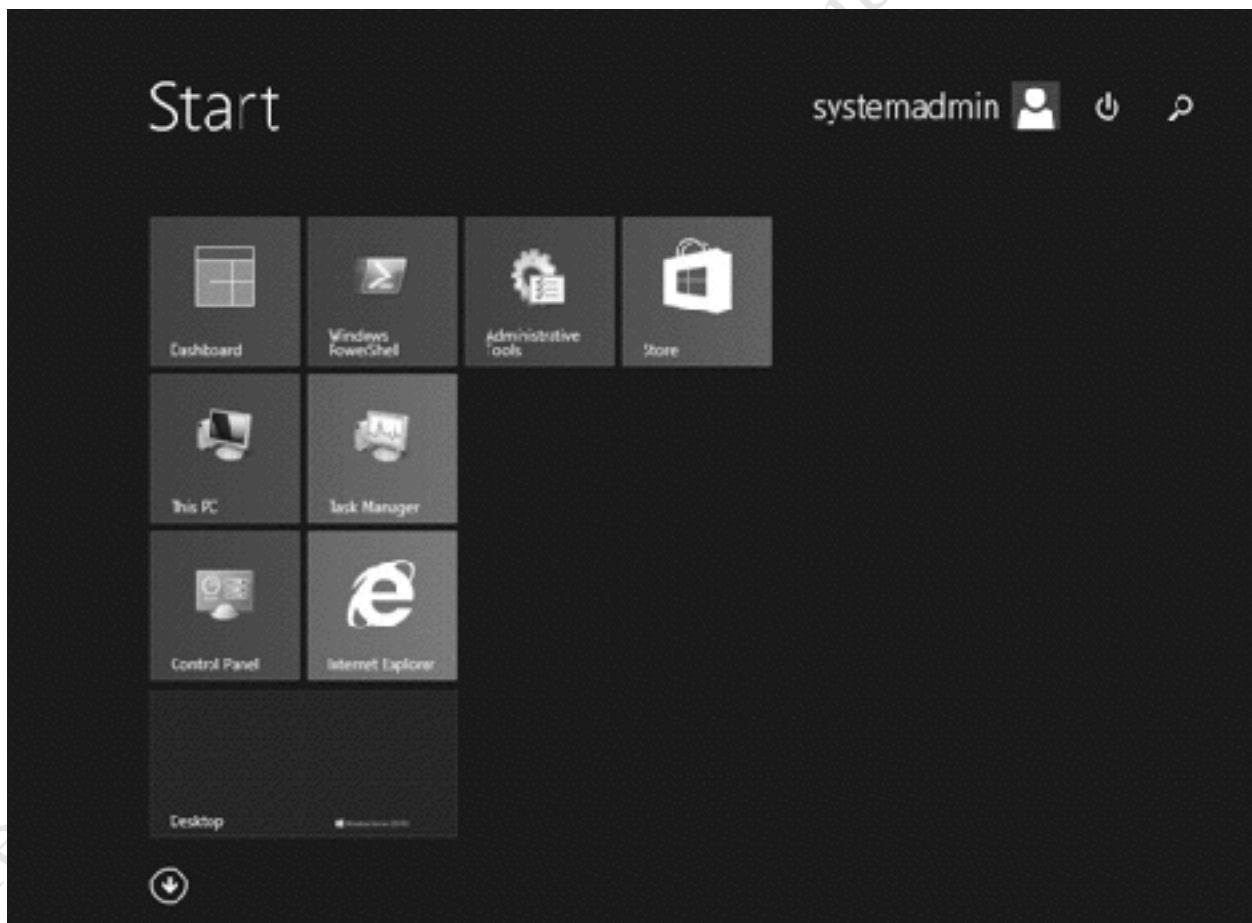 Start
systemadmin
Dashboard
Windows
PowerShell
Administrative
Tools
Store
This PC
Task Manager
Control Panel
Internet Explorer
Desktop